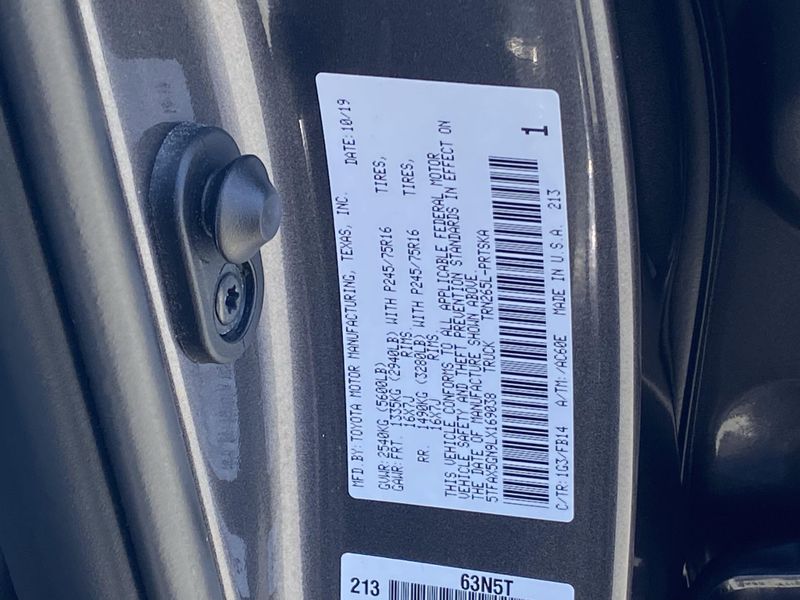 MFD.BY: TOYOTA MOTOR MANUFACTURING, TEXAS, INC. DATE: 10/19
GVWR: 2540KG (5600LB)
GAWR: FRT. 1335KG (2940LB) WITH P245/75R16 TIRES,
16X7J RIMS
RR. 1490KG (3280LB) WITH P245/75R16 TIRES,
16X7J RIMS
THIS VEHICLE CONFORMS TO ALL APPLICABLE FEDERAL MOTOR
VEHICLE SAFETY AND THEFT PREVENTION STANDARDS IN EFFECT ON
THE DATE OF MANUFACTURE SHOWN ABOVE.
5TFAX5GN9LX169038 TRUCK TRN265L-PRTSKA
1
C/TR: 1G3/FB14 A/TM: /AC60E MADE IN U.S.A. 213
63N5T
213